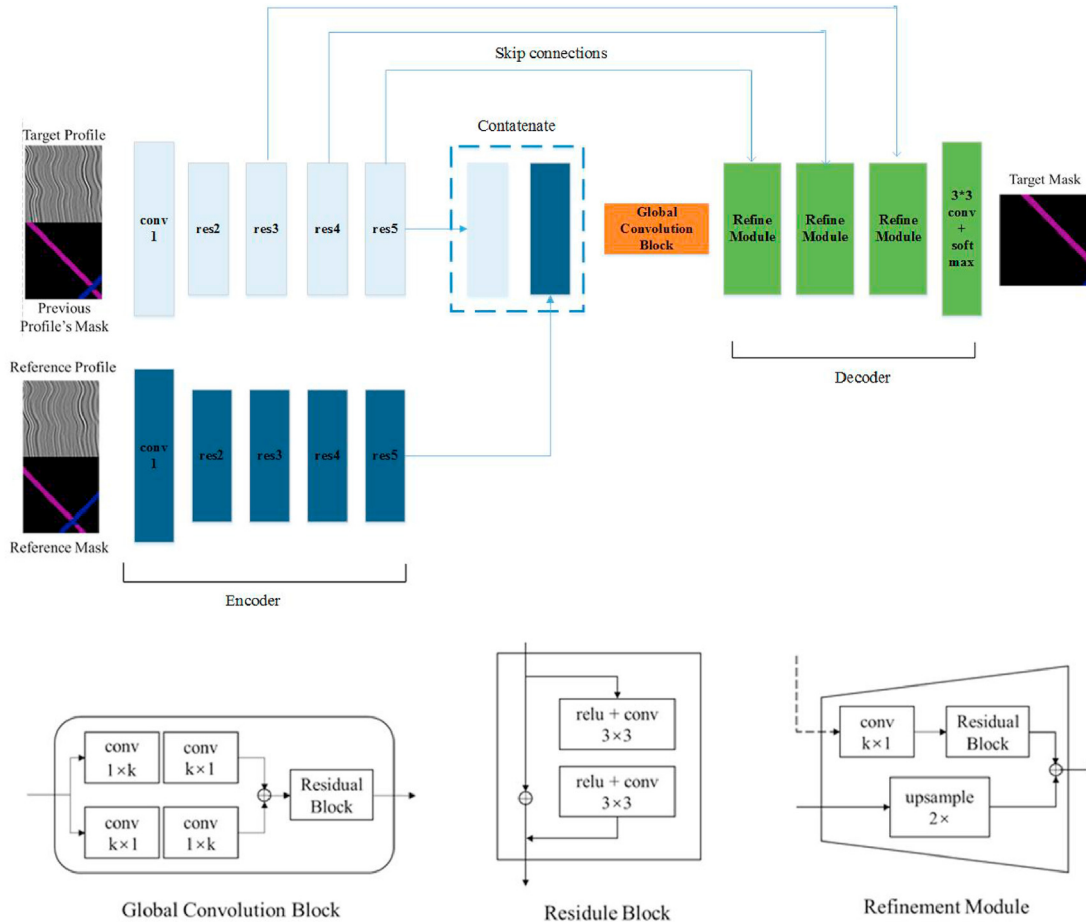 Skip connections
Target Profile
Contatenate
Target Mask
conv
1
res2
res3
res4
res5
Global
Convolution
Block
Refine
Module
Refine
Module
Refine
Module
3*3
conv
+
soft
max
Previous
Profile's Mask
Reference Profile
Decoder
conv
1
res2
res3
res4
res5
Reference Mask
Encoder
conv
1×k
conv
k×1
conv
k×1
conv
1×k
Residual
Block
Global Convolution Block
relu + conv
3×3
relu + conv
3×3
Residule Block
conv
k×1
Residual
Block
upsample
2×
Refinement Module